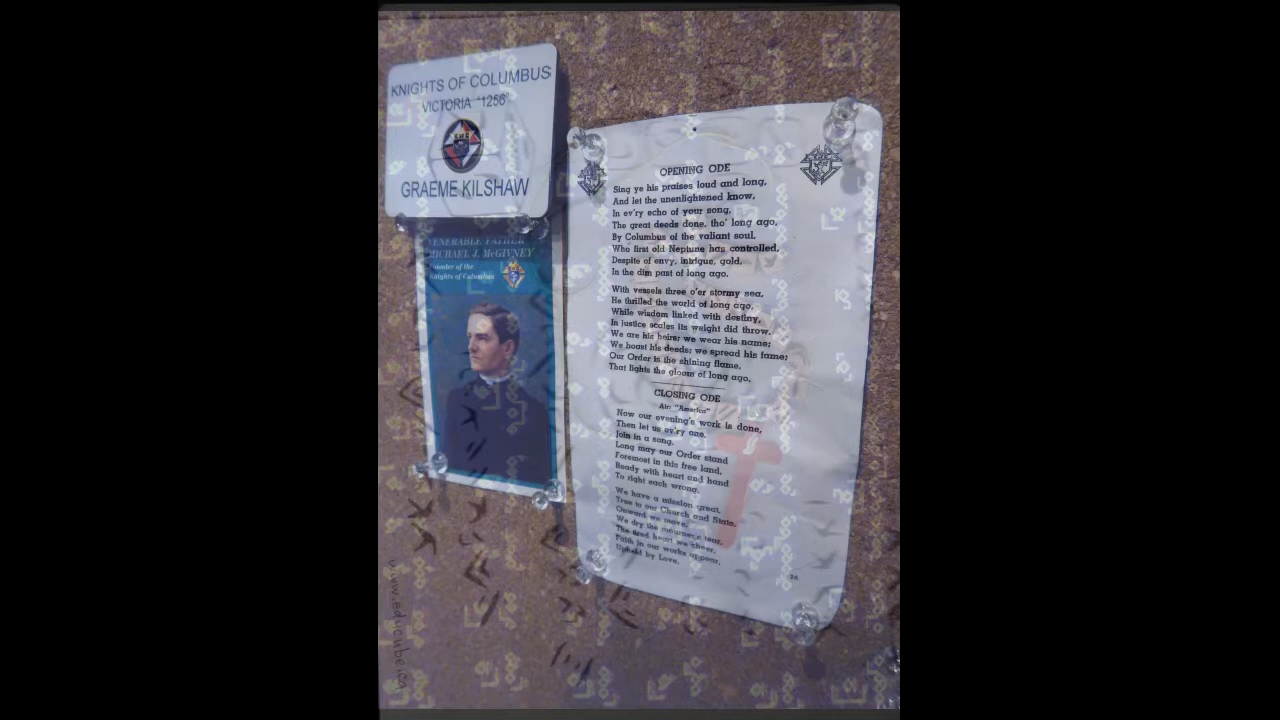 KNIGHTS OF COLUMBUS
VICTORIA "1256"
GRAEME KILSHAW
VENERABLE FATHER
MICHAEL J. McGIVNEY
Founder of the
Knights of Columbus
OPENING ODE
Sing ye his praises loud and long,
And let the unenlightened know,
In ev'ry echo of your song,
The great deeds done, tho' long ago,
By Columbus of the valiant soul,
Who first old Neptune has controlled,
Despite of envy, intrigue, gold,
In the dim past of long ago.
With vessels three o'er stormy sea,
He thrilled the world of long ago,
While wisdom linked with destiny,
In justice scales its weight did throw.
We are his heirs; we wear his name;
We boast his deeds; we spread his fame;
Our Order is the shining flame,
That lights the gloom of long ago.
CLOSING ODE
Air: "America"
Now our evening's work is done,
Then let us ev'ry one,
Join in a song,
Long may our Order stand
Foremost in this free land,
Ready with heart and hand
To right each wrong.
We have a mission great,
True to our Church and State,
Onward we move;
We dry the mourner's tear,
The tired heart we cheer,
Faith in our works appear,
Upheld by Love.
www.educube.ca